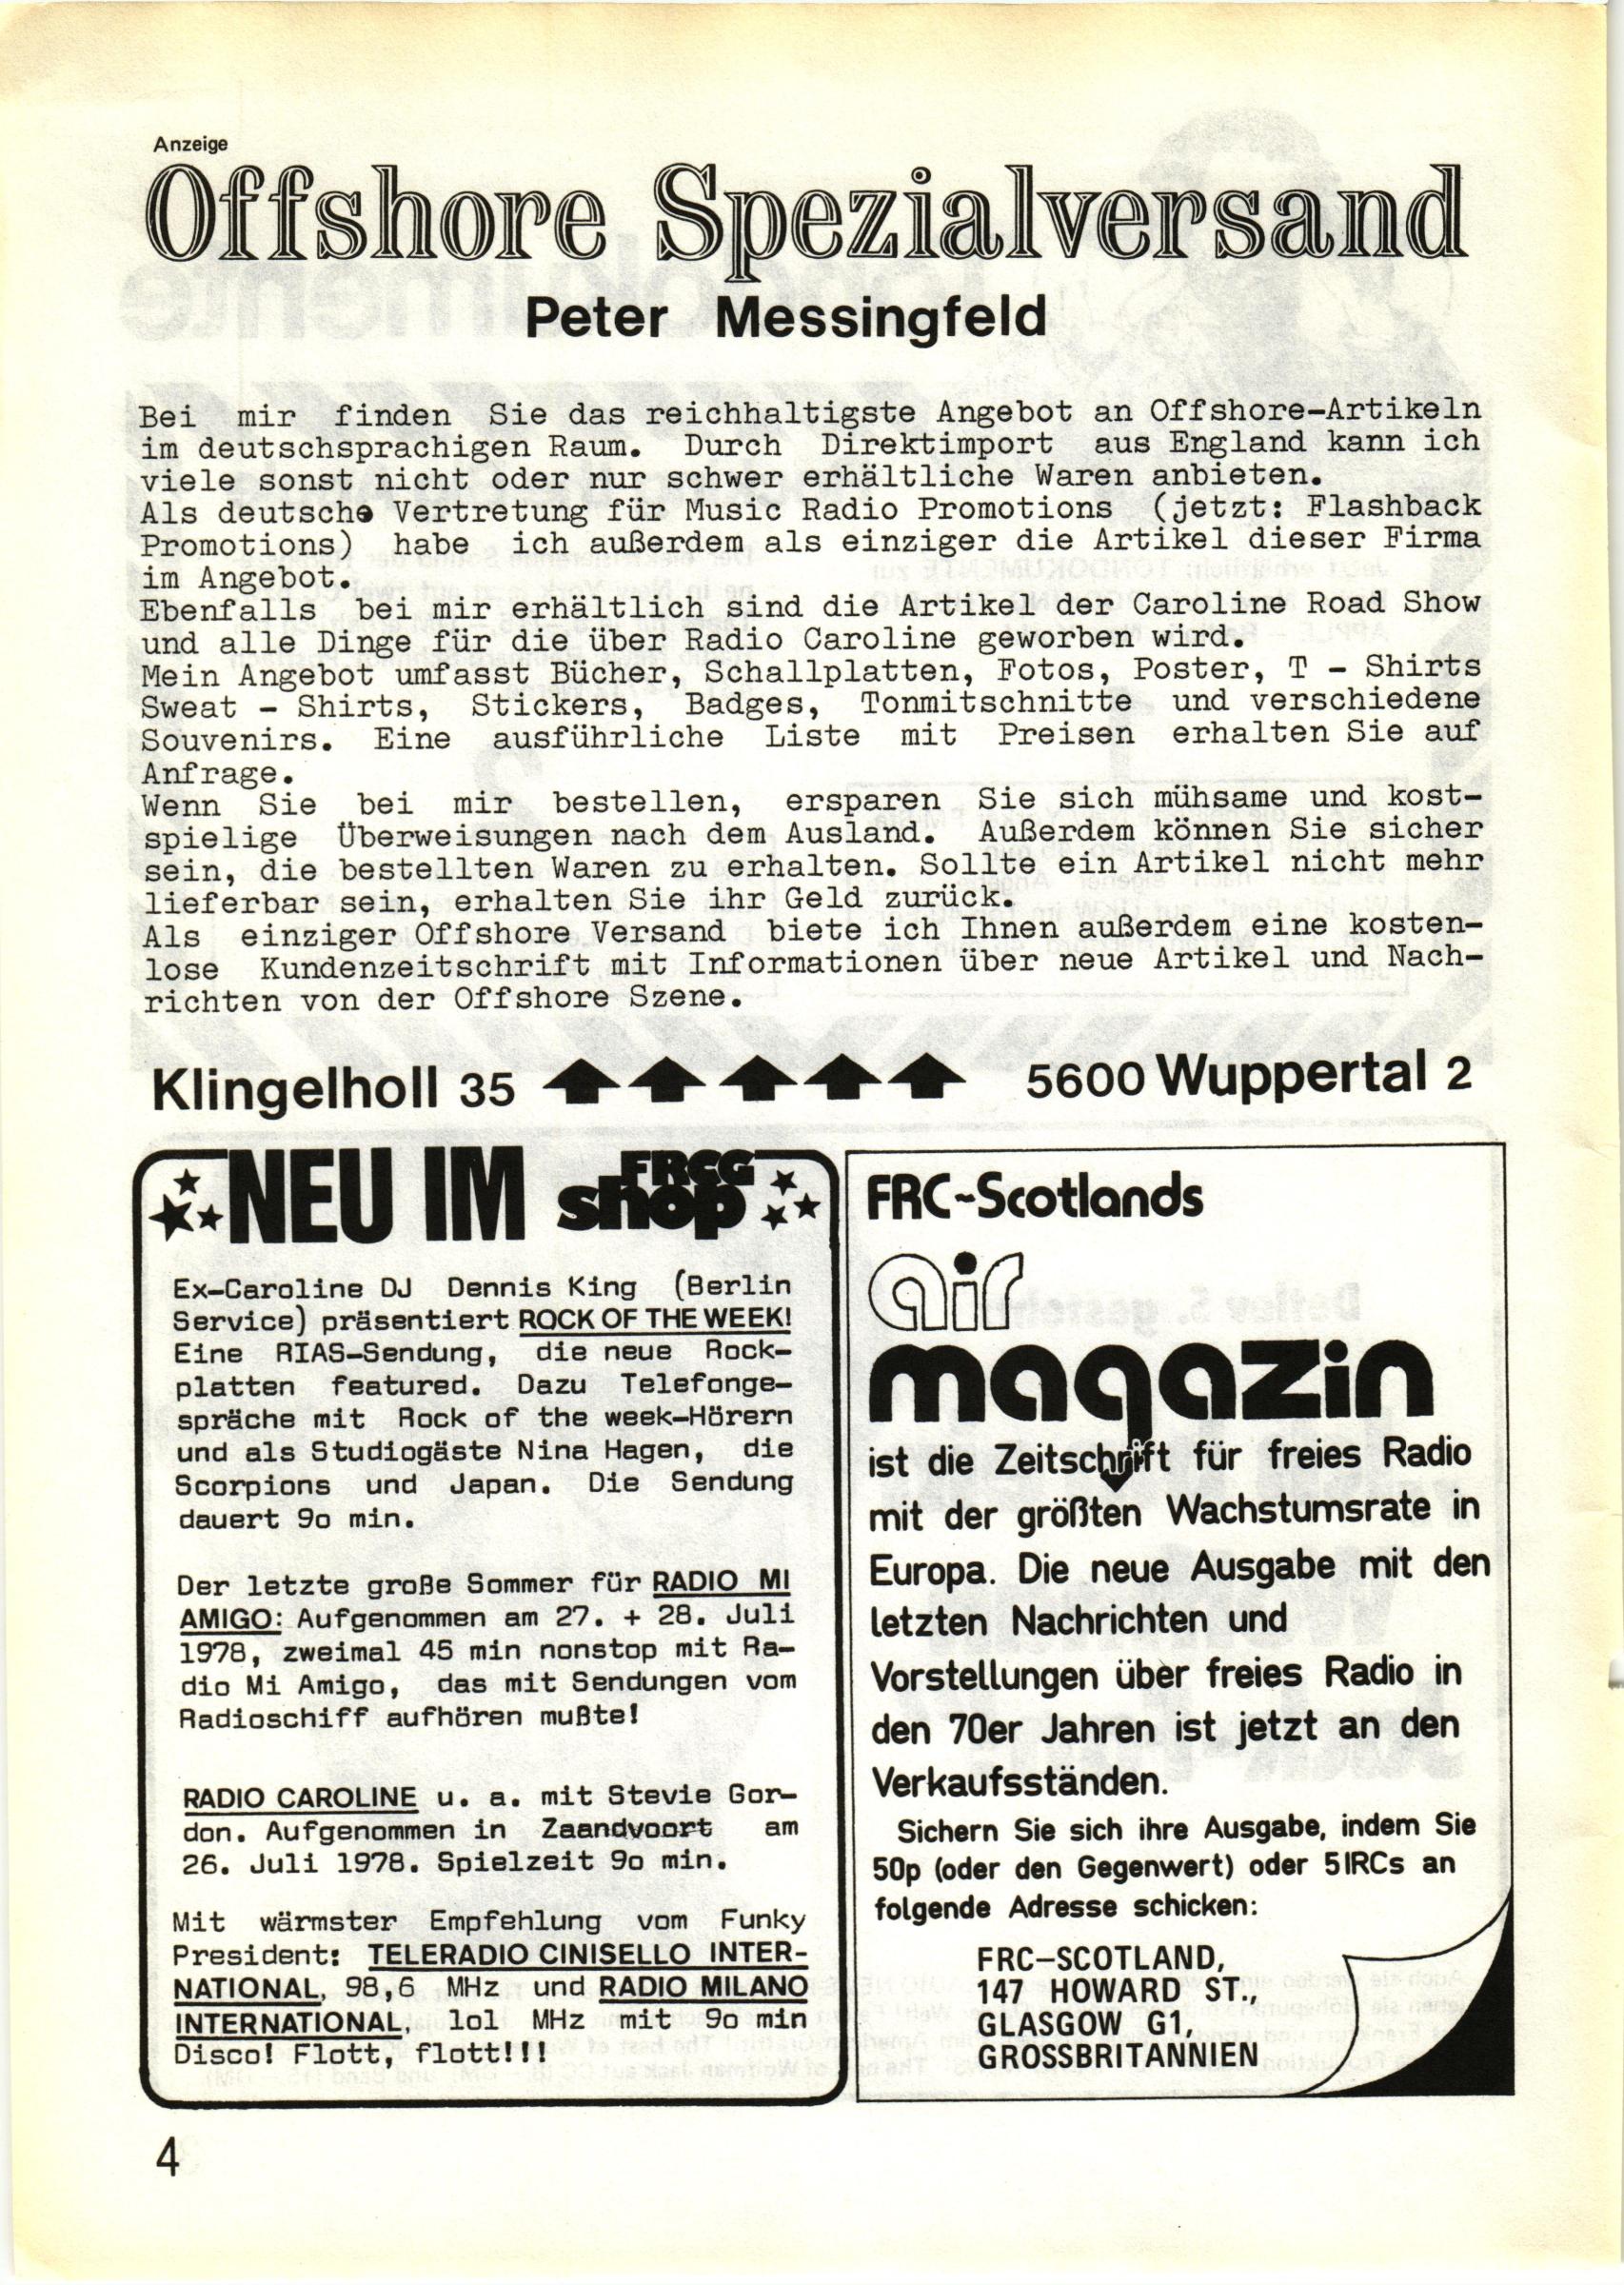 Anzeige
Offshore Spezialversand
Peter Messingfeld
Bei mir finden Sie das reichhaltigste Angebot an Offshore-Artikeln
im deutschsprachigen Raum. Durch Direktimport aus England kann ich
viele sonst nicht oder nur schwer erhältliche Waren anbieten.
Als deutsche Vertretung für Music Radio Promotions (jetzt: Flashback
Promotions) habe ich außerdem als einziger die Artikel dieser Firma
im Angebot.
Ebenfalls bei mir erhältlich sind die Artikel der Caroline Road Show
und alle Dinge für die über Radio Caroline geworben wird.
Mein Angebot umfasst Bücher, Schallplatten, Fotos, Poster, T - Shirts
Sweat - Shirts, Stickers, Badges, Tonmitschnitte und verschiedene
Souvenirs. Eine ausführliche Liste mit Preisen erhalten Sie auf
Anfrage.
Wenn Sie bei mir bestellen, ersparen Sie sich mühsame und kost-
spielige Überweisungen nach dem Ausland. Außerdem können Sie sicher
sein, die bestellten Waren zu erhalten. Sollte ein Artikel nicht mehr
lieferbar sein, erhalten Sie ihr Geld zurück.
Als einziger Offshore Versand biete ich Ihnen außerdem eine kosten-
lose Kundenzeitschrift mit Informationen über neue Artikel und Nach-
richten von der Offshore Szene.
Klingelholl 35 5600 Wuppertal 2
NEU IM FRCG shop
Ex-Caroline DJ Dennis King (Berlin
Service) präsentiert ROCK OF THE WEEK!
Eine RIAS-Sendung, die neue Rock-
platten featured. Dazu Telefonge-
spräche mit Rock of the week-Hörern
und als Studiogäste Nina Hagen, die
Scorpions und Japan. Die Sendung
dauert 9o min.
Der letzte große Sommer für RADIO MI
AMIGO: Aufgenommen am 27. + 28. Juli
1978, zweimal 45 min nonstop mit Ra-
dio Mi Amigo, das mit Sendungen vom
Radioschiff aufhören mußte!
RADIO CAROLINE u. a. mit Stevie Gor-
don. Aufgenommen in Zaandvoort am
26. Juli 1978. Spielzeit 9o min.
Mit wärmster Empfehlung vom Funky
President: TELERADIO CINISELLO INTER-
NATIONAL, 98,6 MHz und RADIO MILANO
INTERNATIONAL, lol MHz mit 9o min
Disco! Flott, flott!!!
FRC~Scotlands
air
magazin
ist die Zeitschrift für freies Radio
mit der größten Wachstumsrate in
Europa. Die neue Ausgabe mit den
letzten Nachrichten und
Vorstellungen über freies Radio in
den 70er Jahren ist jetzt an den
Verkaufsständen.
Sichern Sie sich ihre Ausgabe, indem Sie
50p (oder den Gegenwert) oder 5IRCs an
folgende Adresse schicken:
FRC-SCOTLAND,
147 HOWARD ST.,
GLASGOW G1,
GROSSBRITANNIEN
4